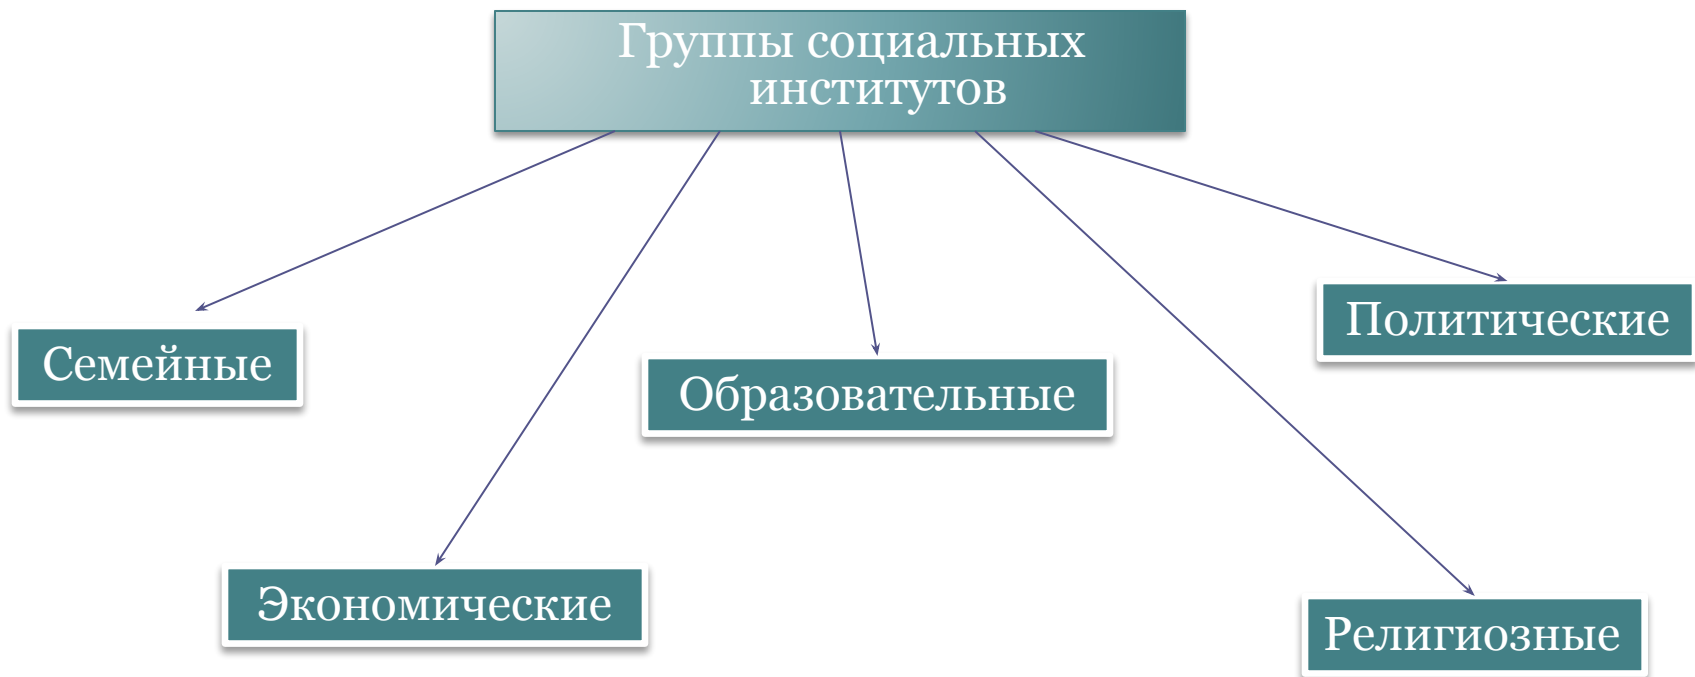 Группы социальных
институтов
Политические
Семейные
Образовательные
Экономические
Религиозные